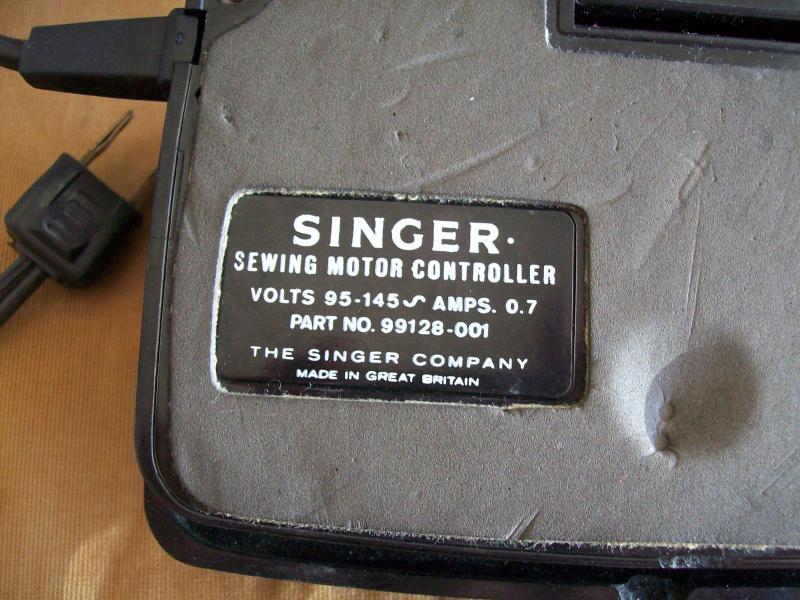 SINGER.
SEWING MOTOR CONTROLLER
VOLTS 95-145 ~ AMPS. 0.7
PART NO. 99128-001
THE SINGER COMPANY
MADE IN GREAT BRITAIN